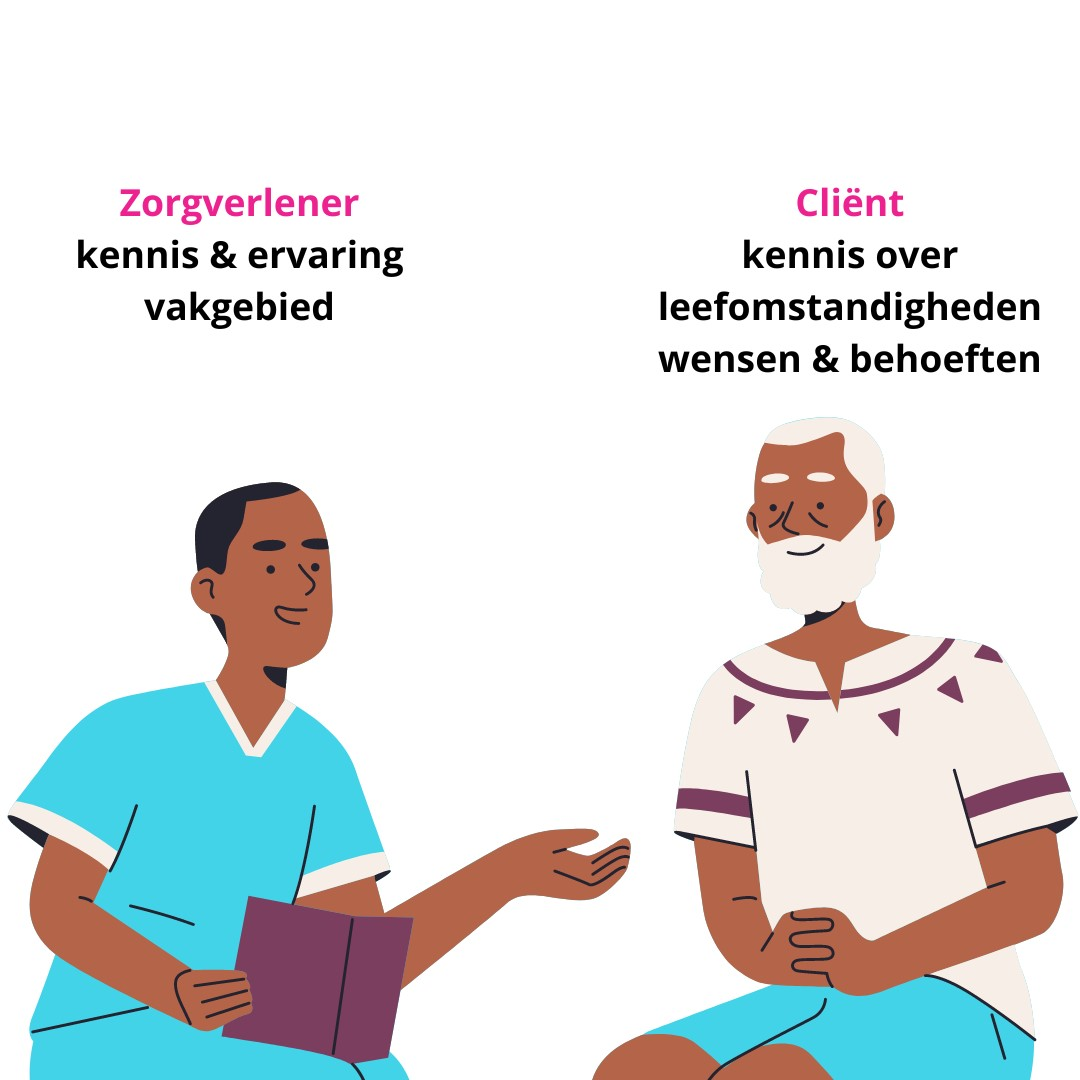 Zorgverlener
kennis & ervaring
vakgebied
Cliënt
kennis over
leefomstandigheden
wensen & behoeften